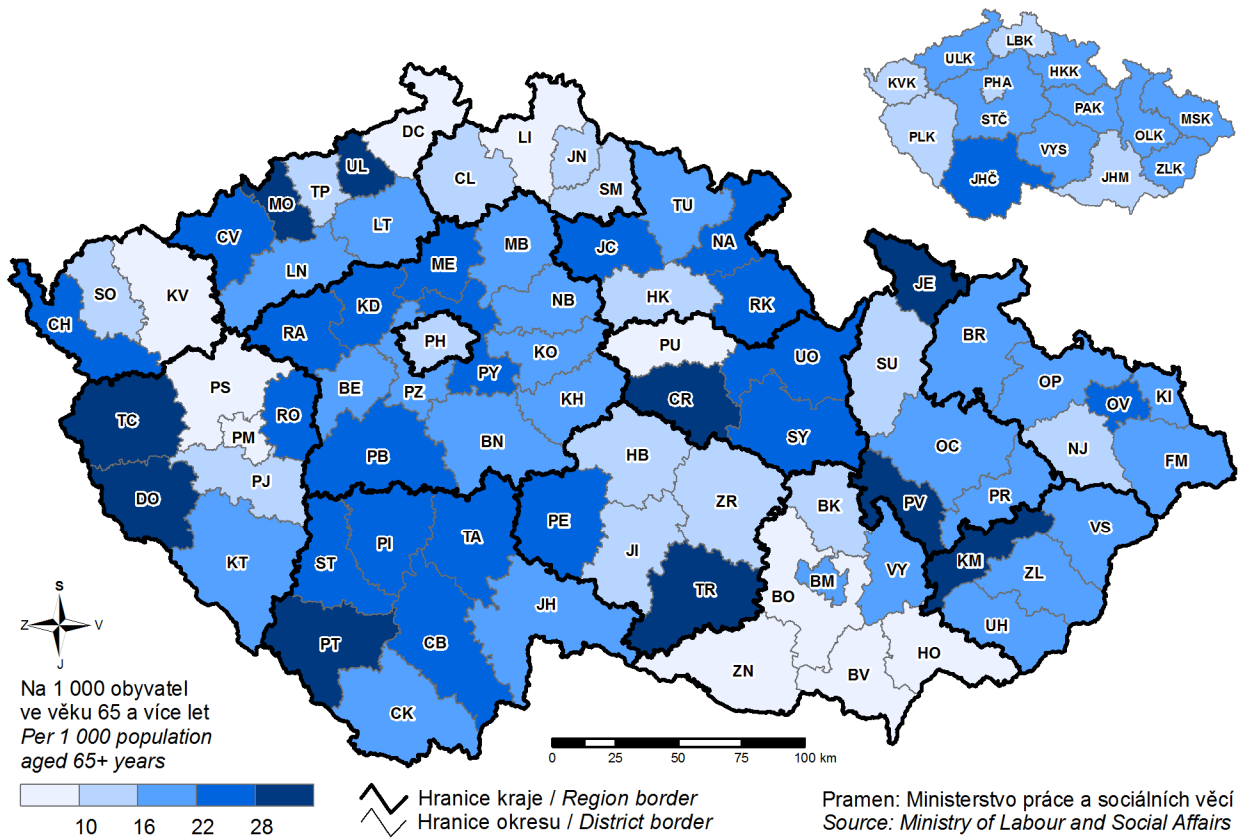 DC
LI
UL
JN
TP
CL
SM
MO
TU
LT
CV
MB
JC
NA
ME
LN
SO
KV
JE
NB
HK
KD
RK
CH
RA
BR
PH
KO
PU
UO
SU
PS
BE
PZ
PY
OP
KI
KH
CR
OV
RO
TC
PM
SY
BN
OC
PB
HB
NJ
FM
PJ
DO
ZR
PR
PV
BK
PE
VS
TA
PI
JI
ST
KT
KM
VY
ZL
BM
TR
BO
JH
UH
PT
CB
HO
ZN
BV
CK
LBK
ULK
HKK
KVK
PHA
PAK
STČ
MSK
PLK
OLK
VYS
ZLK
JHČ
JHM
S
Z V
J
Na 1 000 obyvatel
ve věku 65 a více let
Per 1 000 population
aged 65+ years
10 16 22 28
0 25 50 75 100 km
Hranice kraje / Region border
Hranice okresu / District border
Pramen: Ministerstvo práce a sociálních věcí
Source: Ministry of Labour and Social Affairs